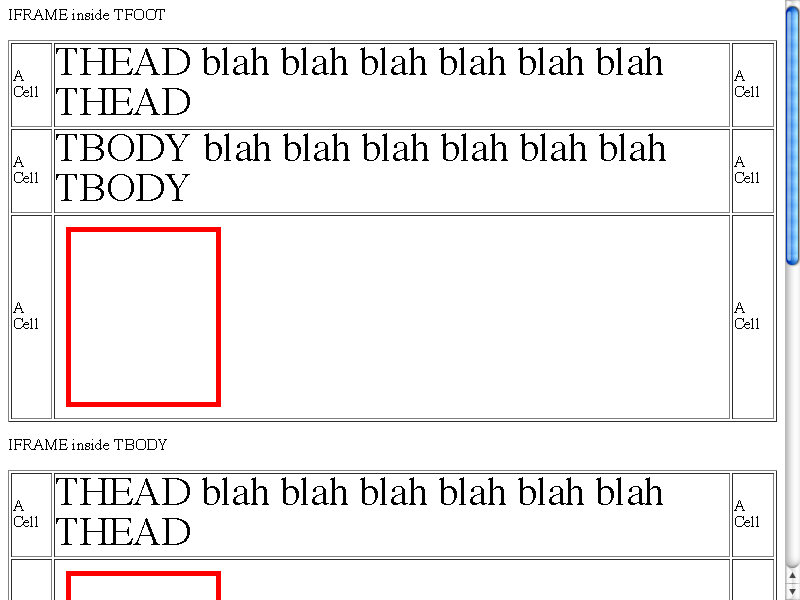 IFRAME inside TFOOT
A Cell
THEAD blah blah blah blah blah blah
THEAD
A Cell
A Cell
TBODY blah blah blah blah blah blah
TBODY
A Cell
A Cell
A Cell
IFRAME inside TBODY
A Cell
THEAD blah blah blah blah blah blah
THEAD
A Cell